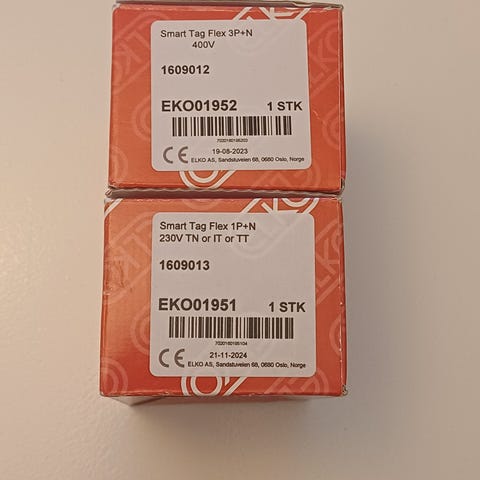 Smart Tag Flex 3P+N
400V
1609012
EKO01952 1 STK
19-08-2023
CE ELKO AS, Sandstuveien 68, 0680 Oslo, Norge
Smart Tag Flex 1P+N
230V TN or IT or TT
1609013
EKO01951 1 STK
21-11-2024
CE ELKO AS, Sandstuveien 68, 0680 Oslo, Norge